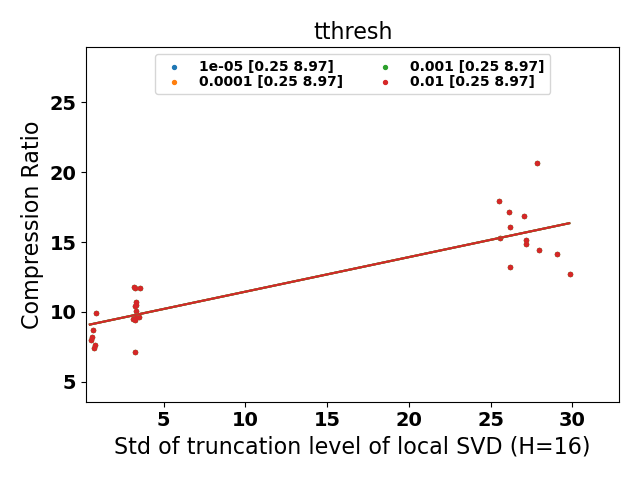 tthresh
1e-05 [0.25 8.97]
0.0001 [0.25 8.97]
0.001 [0.25 8.97]
0.01 [0.25 8.97]
Compression Ratio
25
20
15
10
5
5 10 15 20 25 30
Std of truncation level of local SVD (H=16)